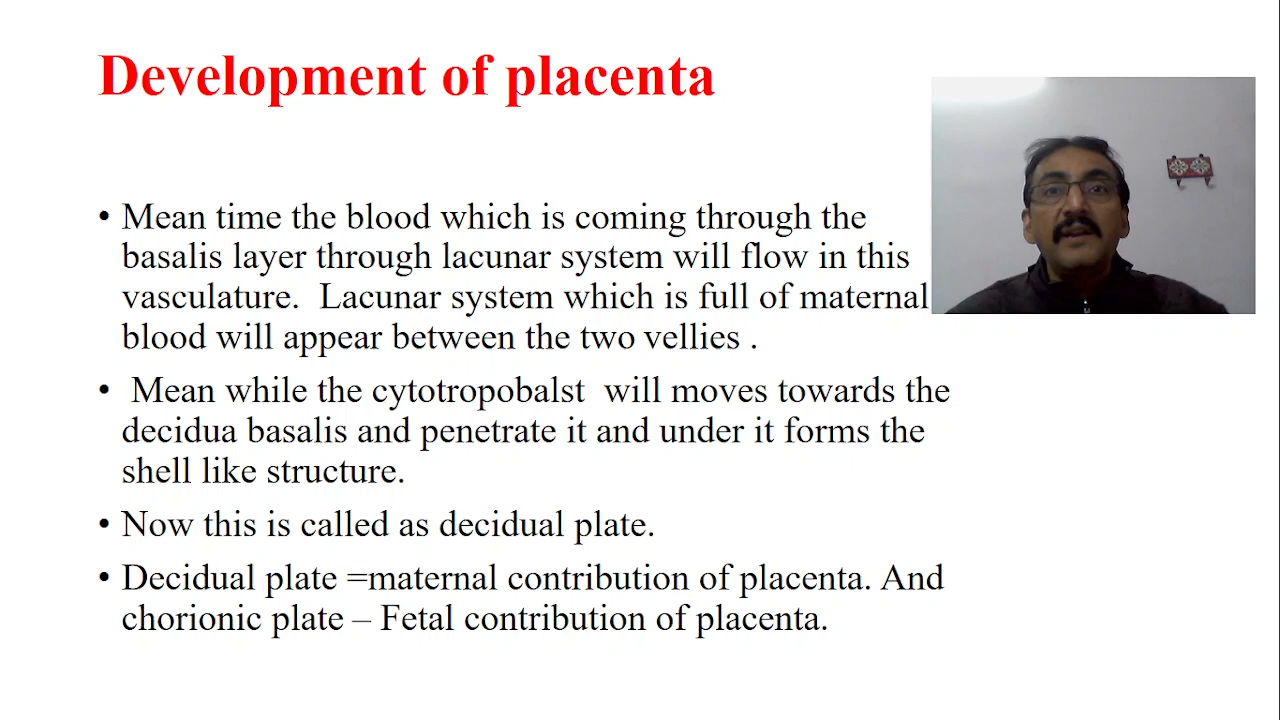 Development of placenta
• Mean time the blood which is coming through the
basalis layer through lacunar system will flow in this
vasculature. Lacunar system which is full of maternal
blood will appear between the two vellies .
• Mean while the cytotropobalst will moves towards the
decidua basalis and penetrate it and under it forms the
shell like structure.
• Now this is called as decidual plate.
• Decidual plate =maternal contribution of placenta. And
chorionic plate – Fetal contribution of placenta.